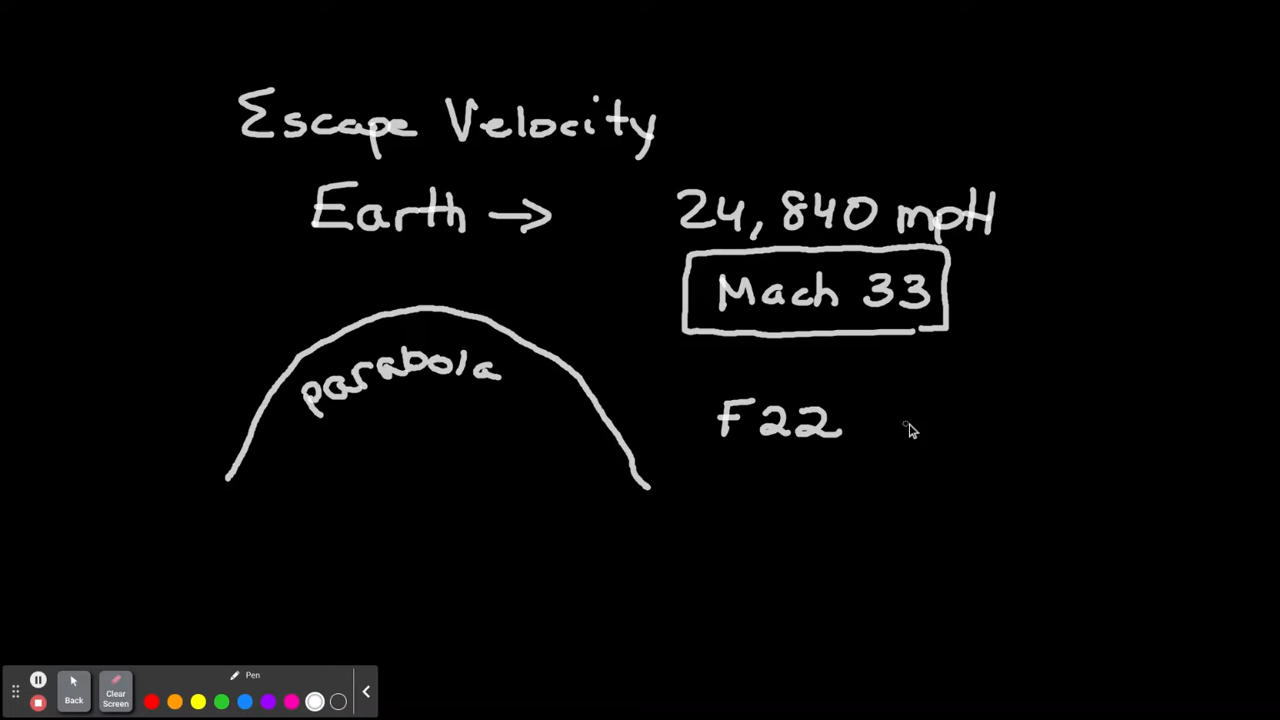 Escape Velocity
Earth → 24,840 mpH
Mach 33
parabola
F22
Pen
Back
Clear
Screen